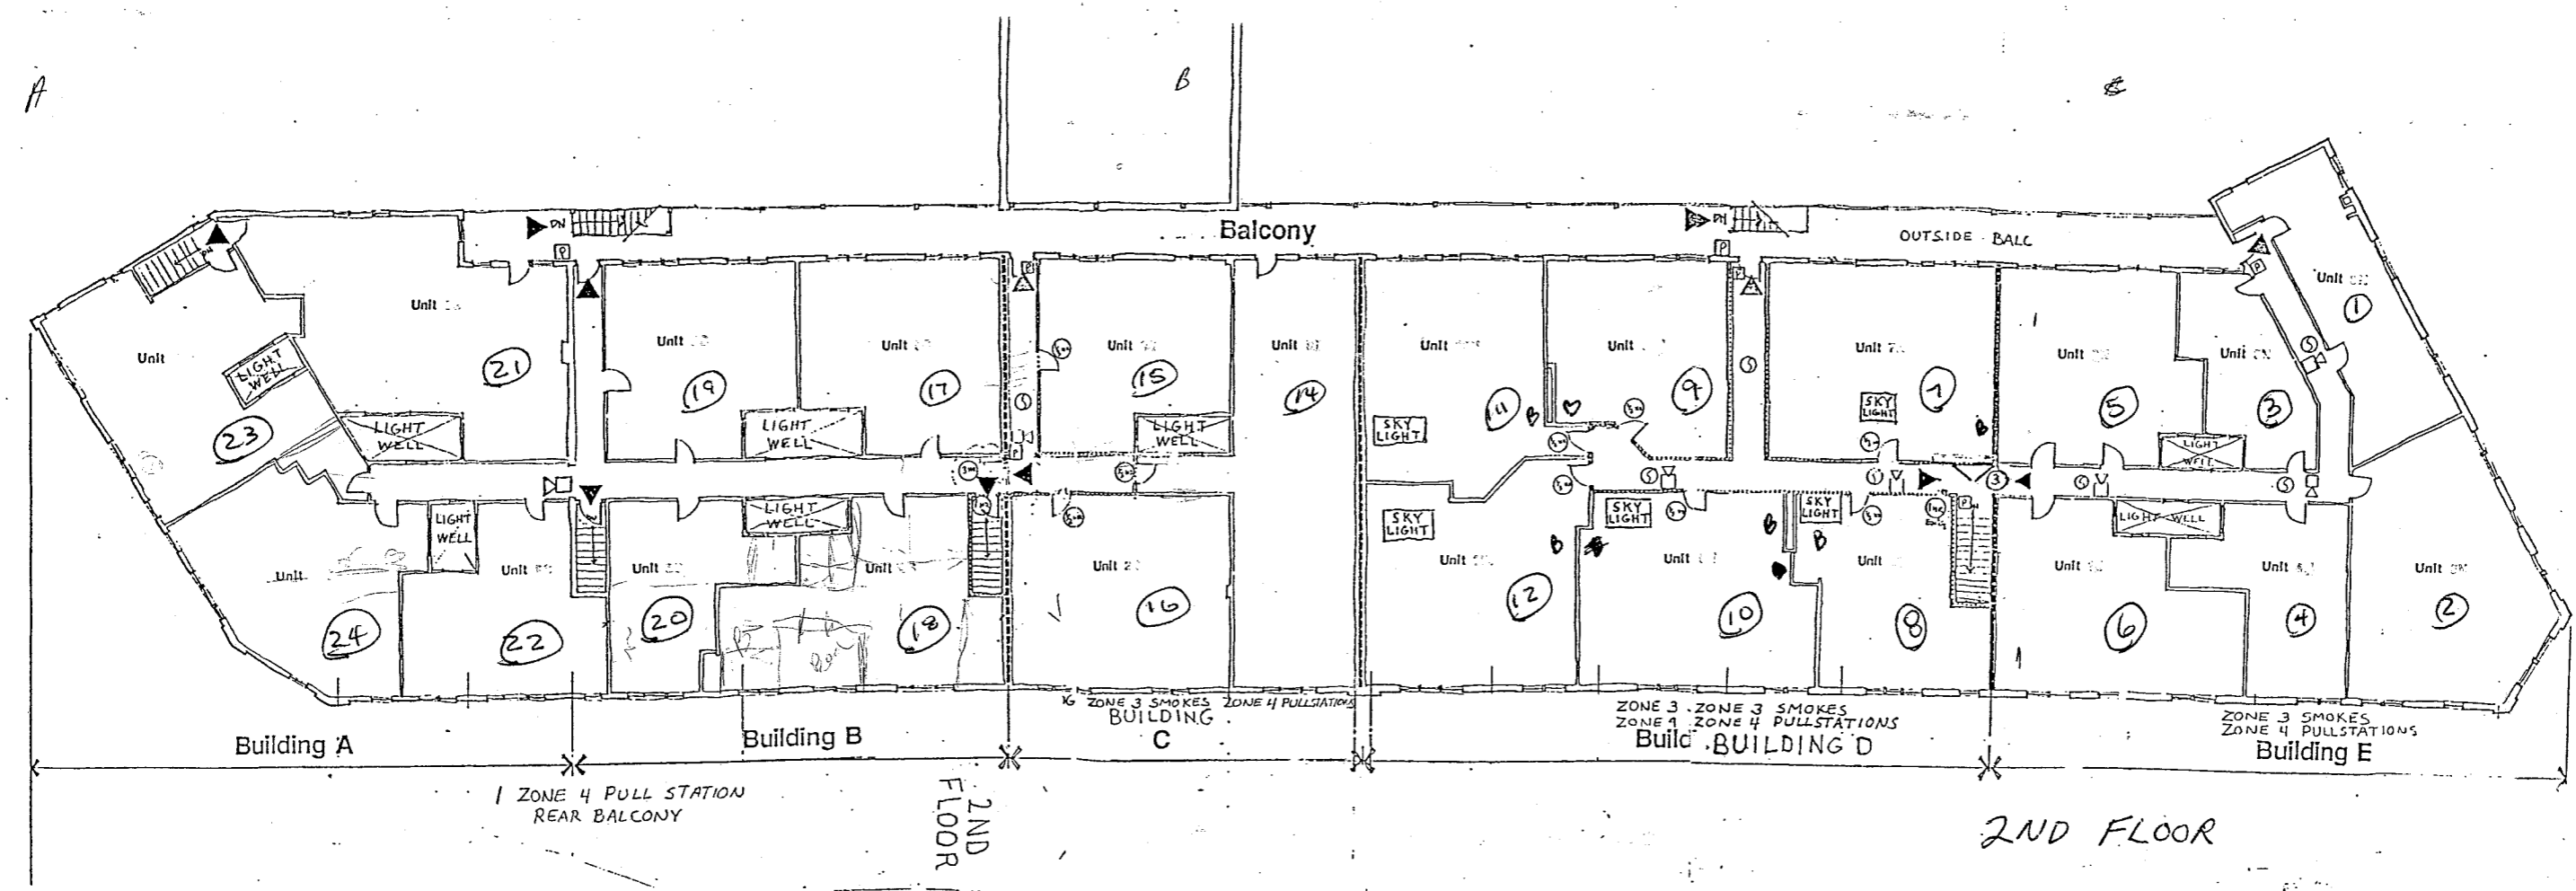 A
B
DN
Balcony
DN
OUTSIDE BALC
DN
P
P
P
P
P
Unit
Unit
Unit
Unit
Unit
Unit
Unit
Unit
Unit
Unit
Unit
1
LIGHT WELL
21
19
17
15
14
11
9
7
5
3
SKY LIGHT
SKY LIGHT
23
LIGHT WELL
LIGHT WELL
LIGHT WELL
LIGHT WELL
B
B
S
S
S
P
S
S
3
S
S
P
LIGHT WELL
LIGHT WELL
SKY LIGHT
SKY LIGHT
SKY LIGHT
LIGHT WELL
B
B
B
Unit
Unit
Unit
Unit
Unit
Unit
Unit
Unit
Unit
Unit
Unit
24
22
20
18
16
12
10
8
6
4
2
ZONE 3 SMOKES ZONE 4 PULLSTATIONS
BUILDING
C
ZONE 3 . ZONE 3 SMOKES
ZONE 4 PULLSTATIONS
Build BUILDING D
ZONE 3 SMOKES
ZONE 4 PULLSTATIONS
Building E
Building A
Building B
1 ZONE 4 PULL STATION
REAR BALCONY
2ND
FLOOR
2ND FLOOR